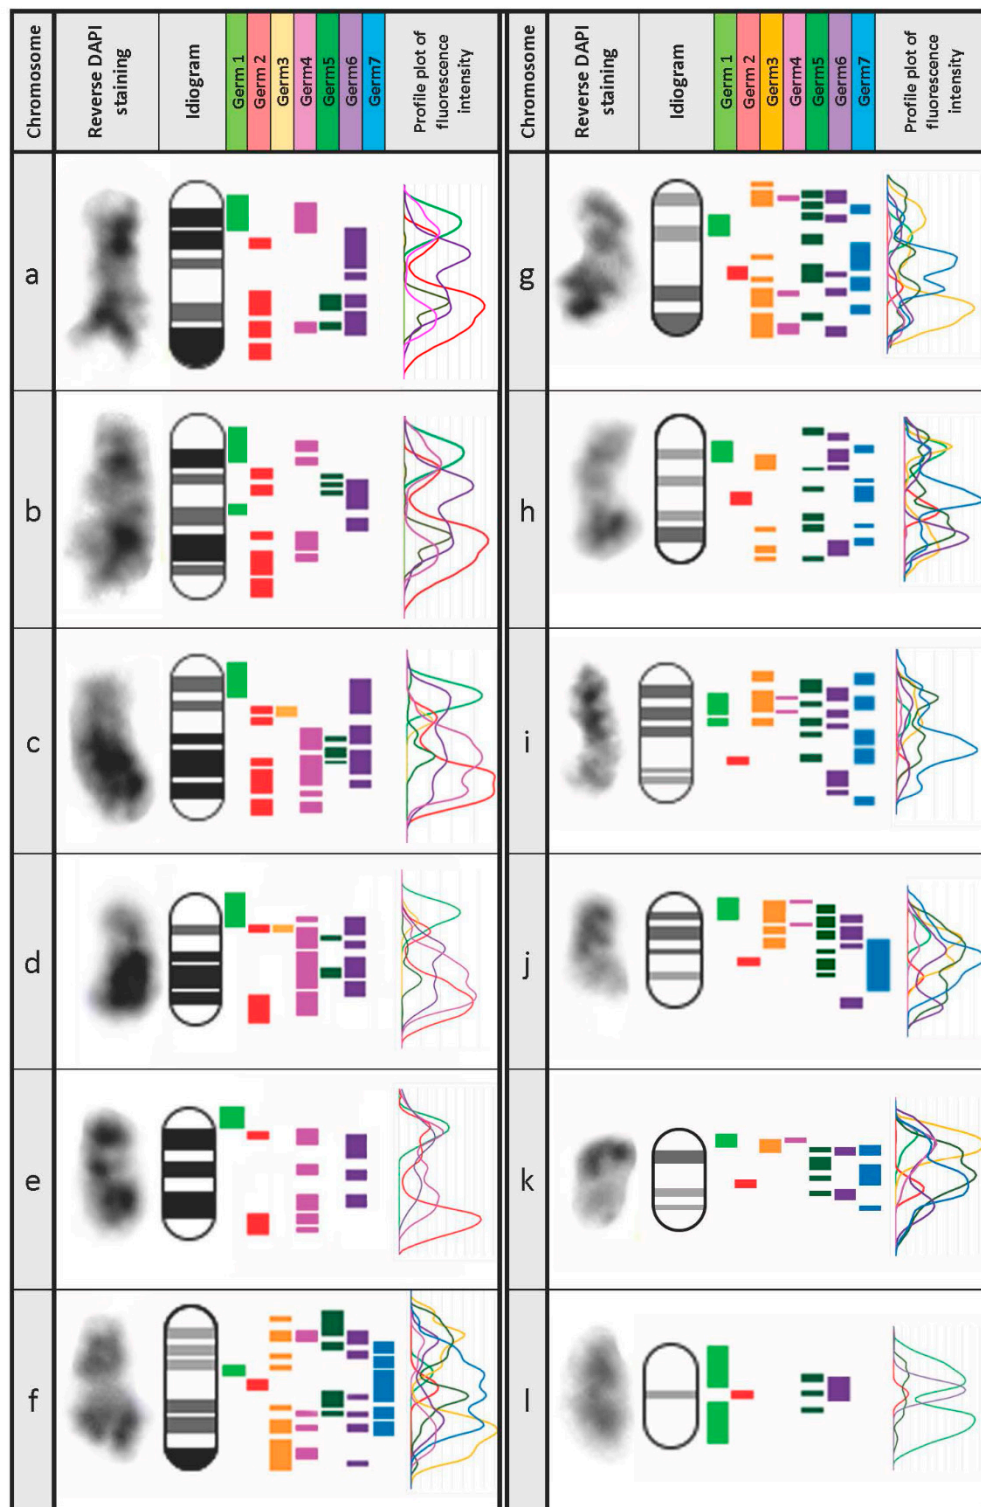 Chromosome
Reverse DAPI
staining
Idiogram
Germ 1
Germ 2
Germ3
Germ4
Germ5
Germ6
Germ7
Profile plot of
fluorescence
intensity
a
b
c
d
e
f
Chromosome
Reverse DAPI
staining
Idiogram
Germ 1
Germ 2
Germ3
Germ4
Germ5
Germ6
Germ7
Profile plot of
fluorescence
intensity
g
h
i
j
k
l